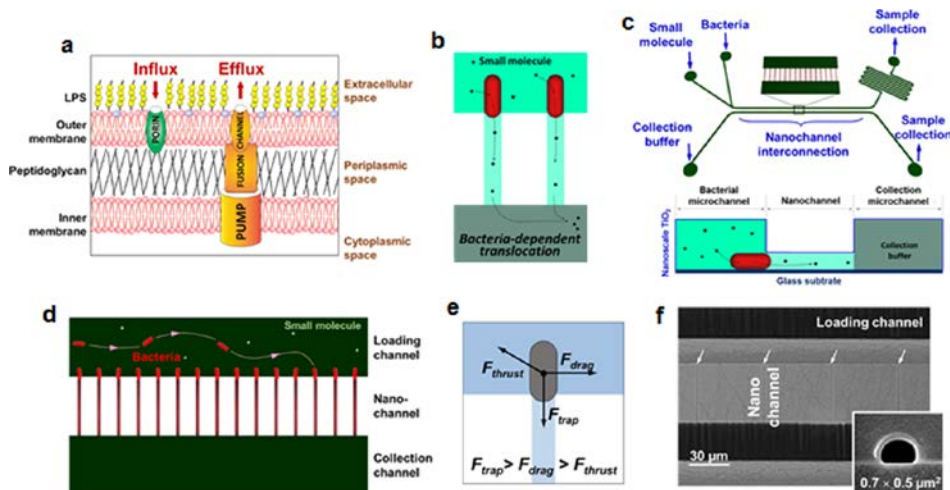 a
Influx
Efflux
LPS
Extracellular
space
Outer
membrane
PORIN
FUSION
CHANNEL
Peptidoglycan
Periplasmic
space
Inner
membrane
PUMP
Cytoplasmic
space
b
Small molecule
Bacteria-dependent
translocation
c
Small
molecule
Bacteria
Sample
collection
Collection
buffer
Nanochannel
interconnection
Sample
collection
Bacterial
microchannel
Nanochannel
Collection
microchannel
Nanoscale TiO2
Collection
buffer
Glass subtrate
d
Small molecule
Bacteria
Loading
channel
Nano-
channel
Collection
channel
e
Fthrust
Fdrag
Ftrap
Ftrap > Fdrag > Fthrust
f
Loading channel
Nano
channel
30 µm
0.7 × 0.5 µm²